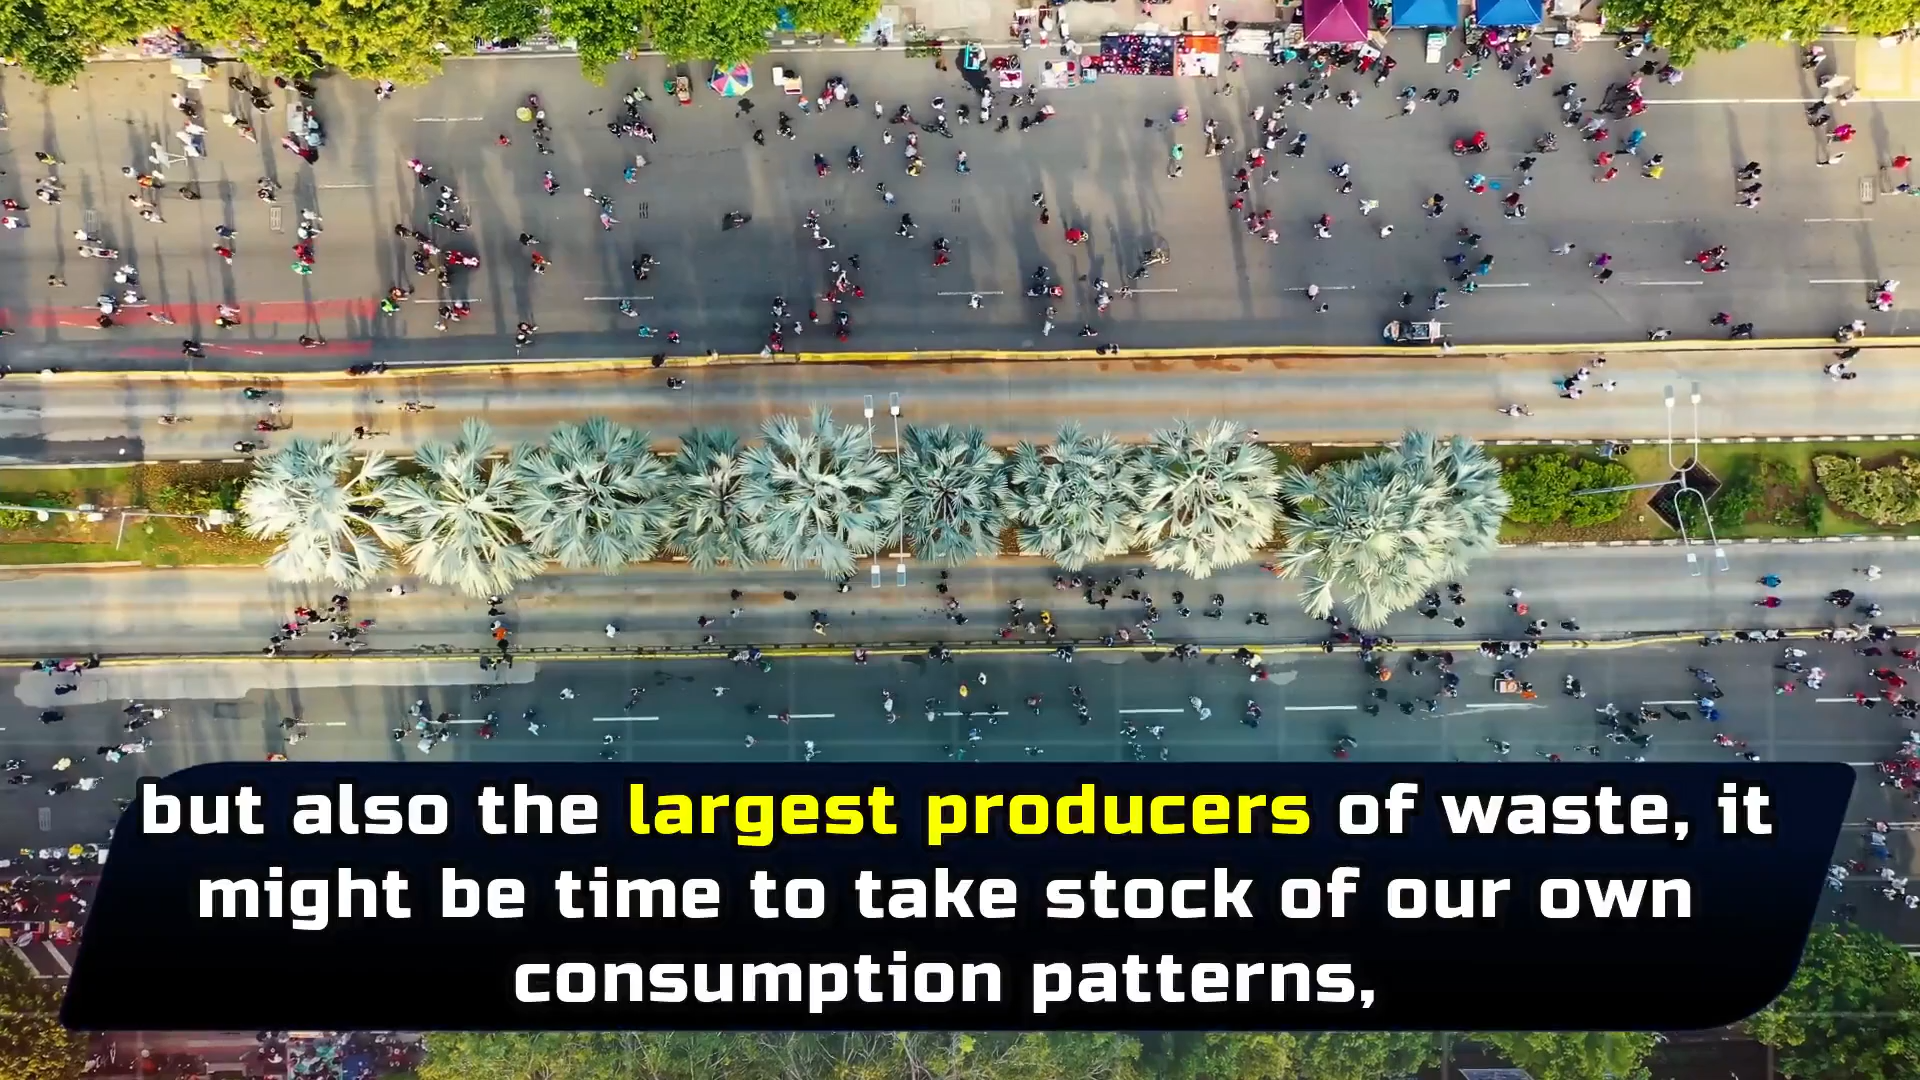 but also the largest producers of waste, it
might be time to take stock of our own
consumption patterns,